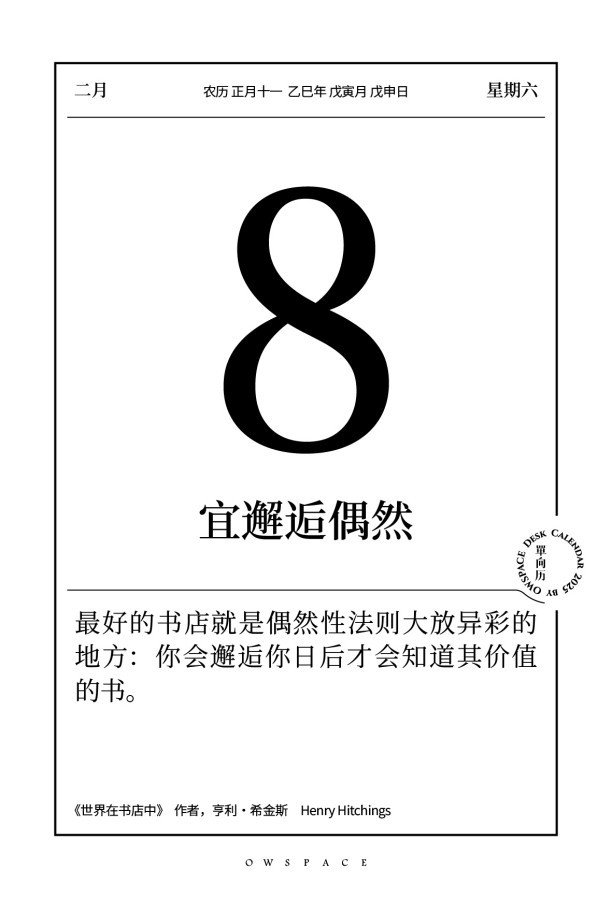 二月
农历 正月十一 乙巳年 戊寅月 戊申日
星期六
8
宜邂逅偶然
OWSPACE DESK CALENDAR 2025 BY
單向历
最好的书店就是偶然性法则大放异彩的
地方：你会邂逅你日后才会知道其价值
的书。
《世界在书店中》 作者，亨利·希金斯 Henry Hitchings
OWSPACE